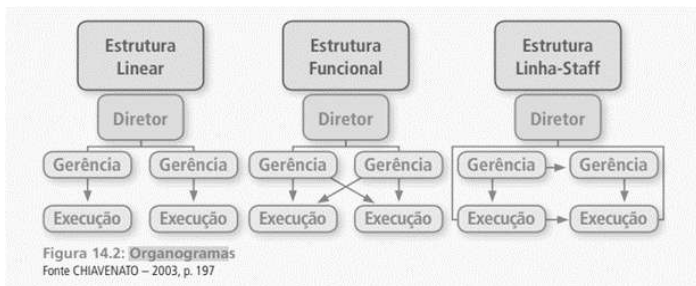 Estrutura Linear
Estrutura Funcional
Estrutura Linha-Staff
Diretor
Diretor
Diretor
Gerência
Gerência
Gerência
Gerência
Gerência
Gerência
Execução
Execução
Execução
Execução
Execução
Execução
Figura 14.2: Organogramas
Fonte CHIAVENATO – 2003, p. 197